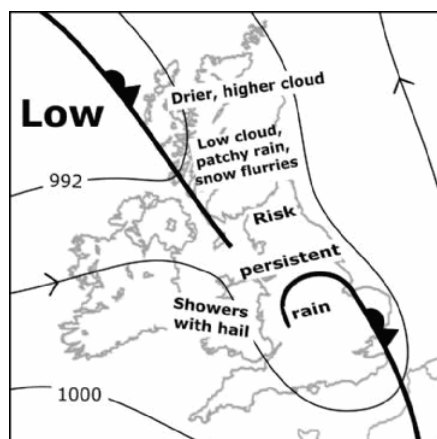 Drier, higher cloud
Low
Low cloud,
patchy rain,
snow flurries
992
Risk
persistent
Showers
with hail
rain
1000